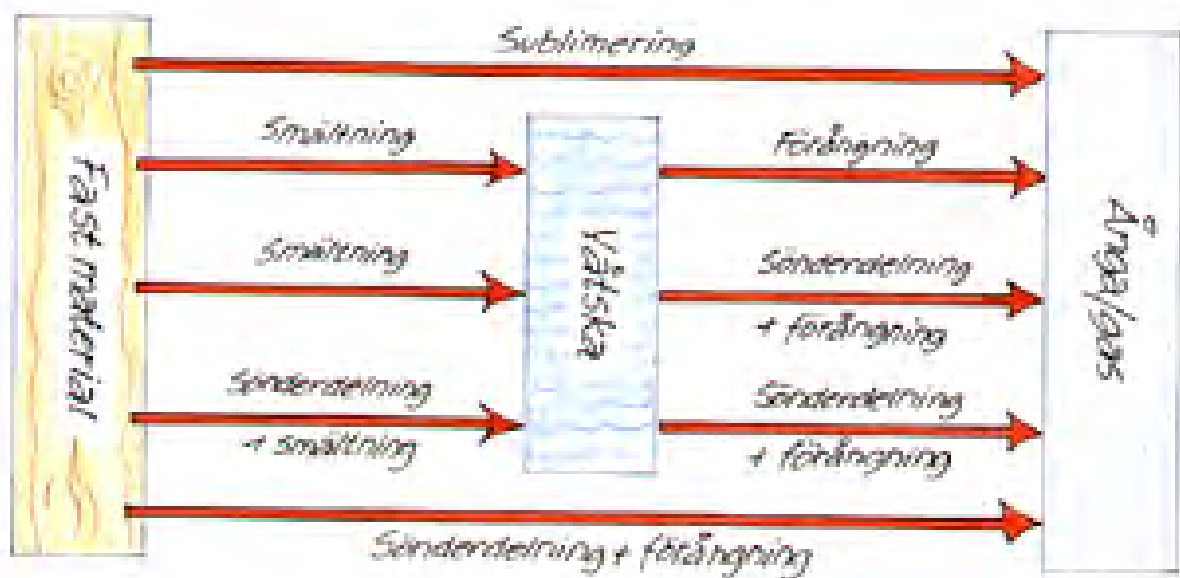 Sublimering
Smältning
Förångning
Smältning
Sönderdelning
+ förångning
Sönderdelning
+ smältning
Sönderdelning
+ förångning
Sönderdelning + förångning
Fast material
Vätska
Ånga/gas